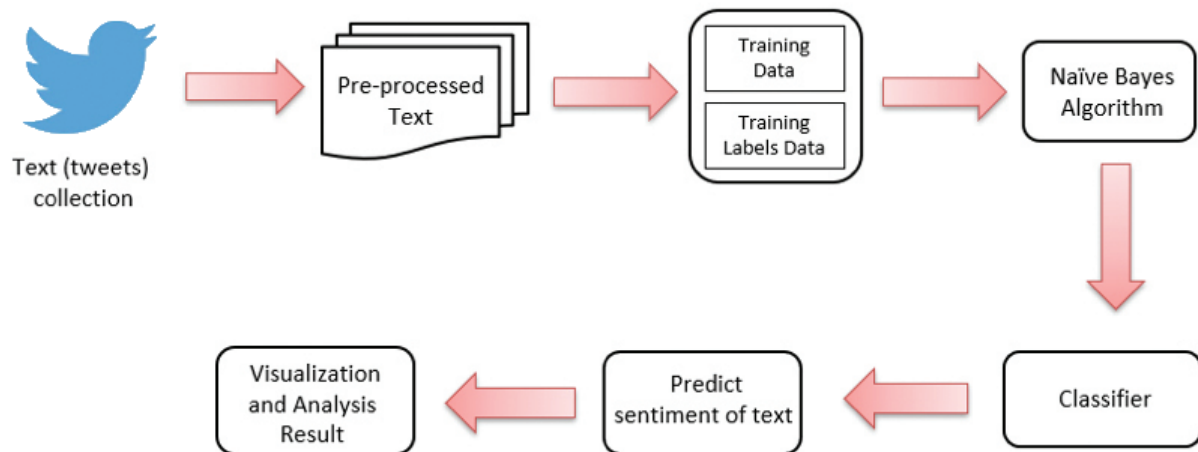 Text (tweets)
collection
Pre-processed
Text
Training
Data
Training
Labels Data
Naïve Bayes
Algorithm
Classifier
Predict
sentiment of text
Visualization
and Analysis
Result